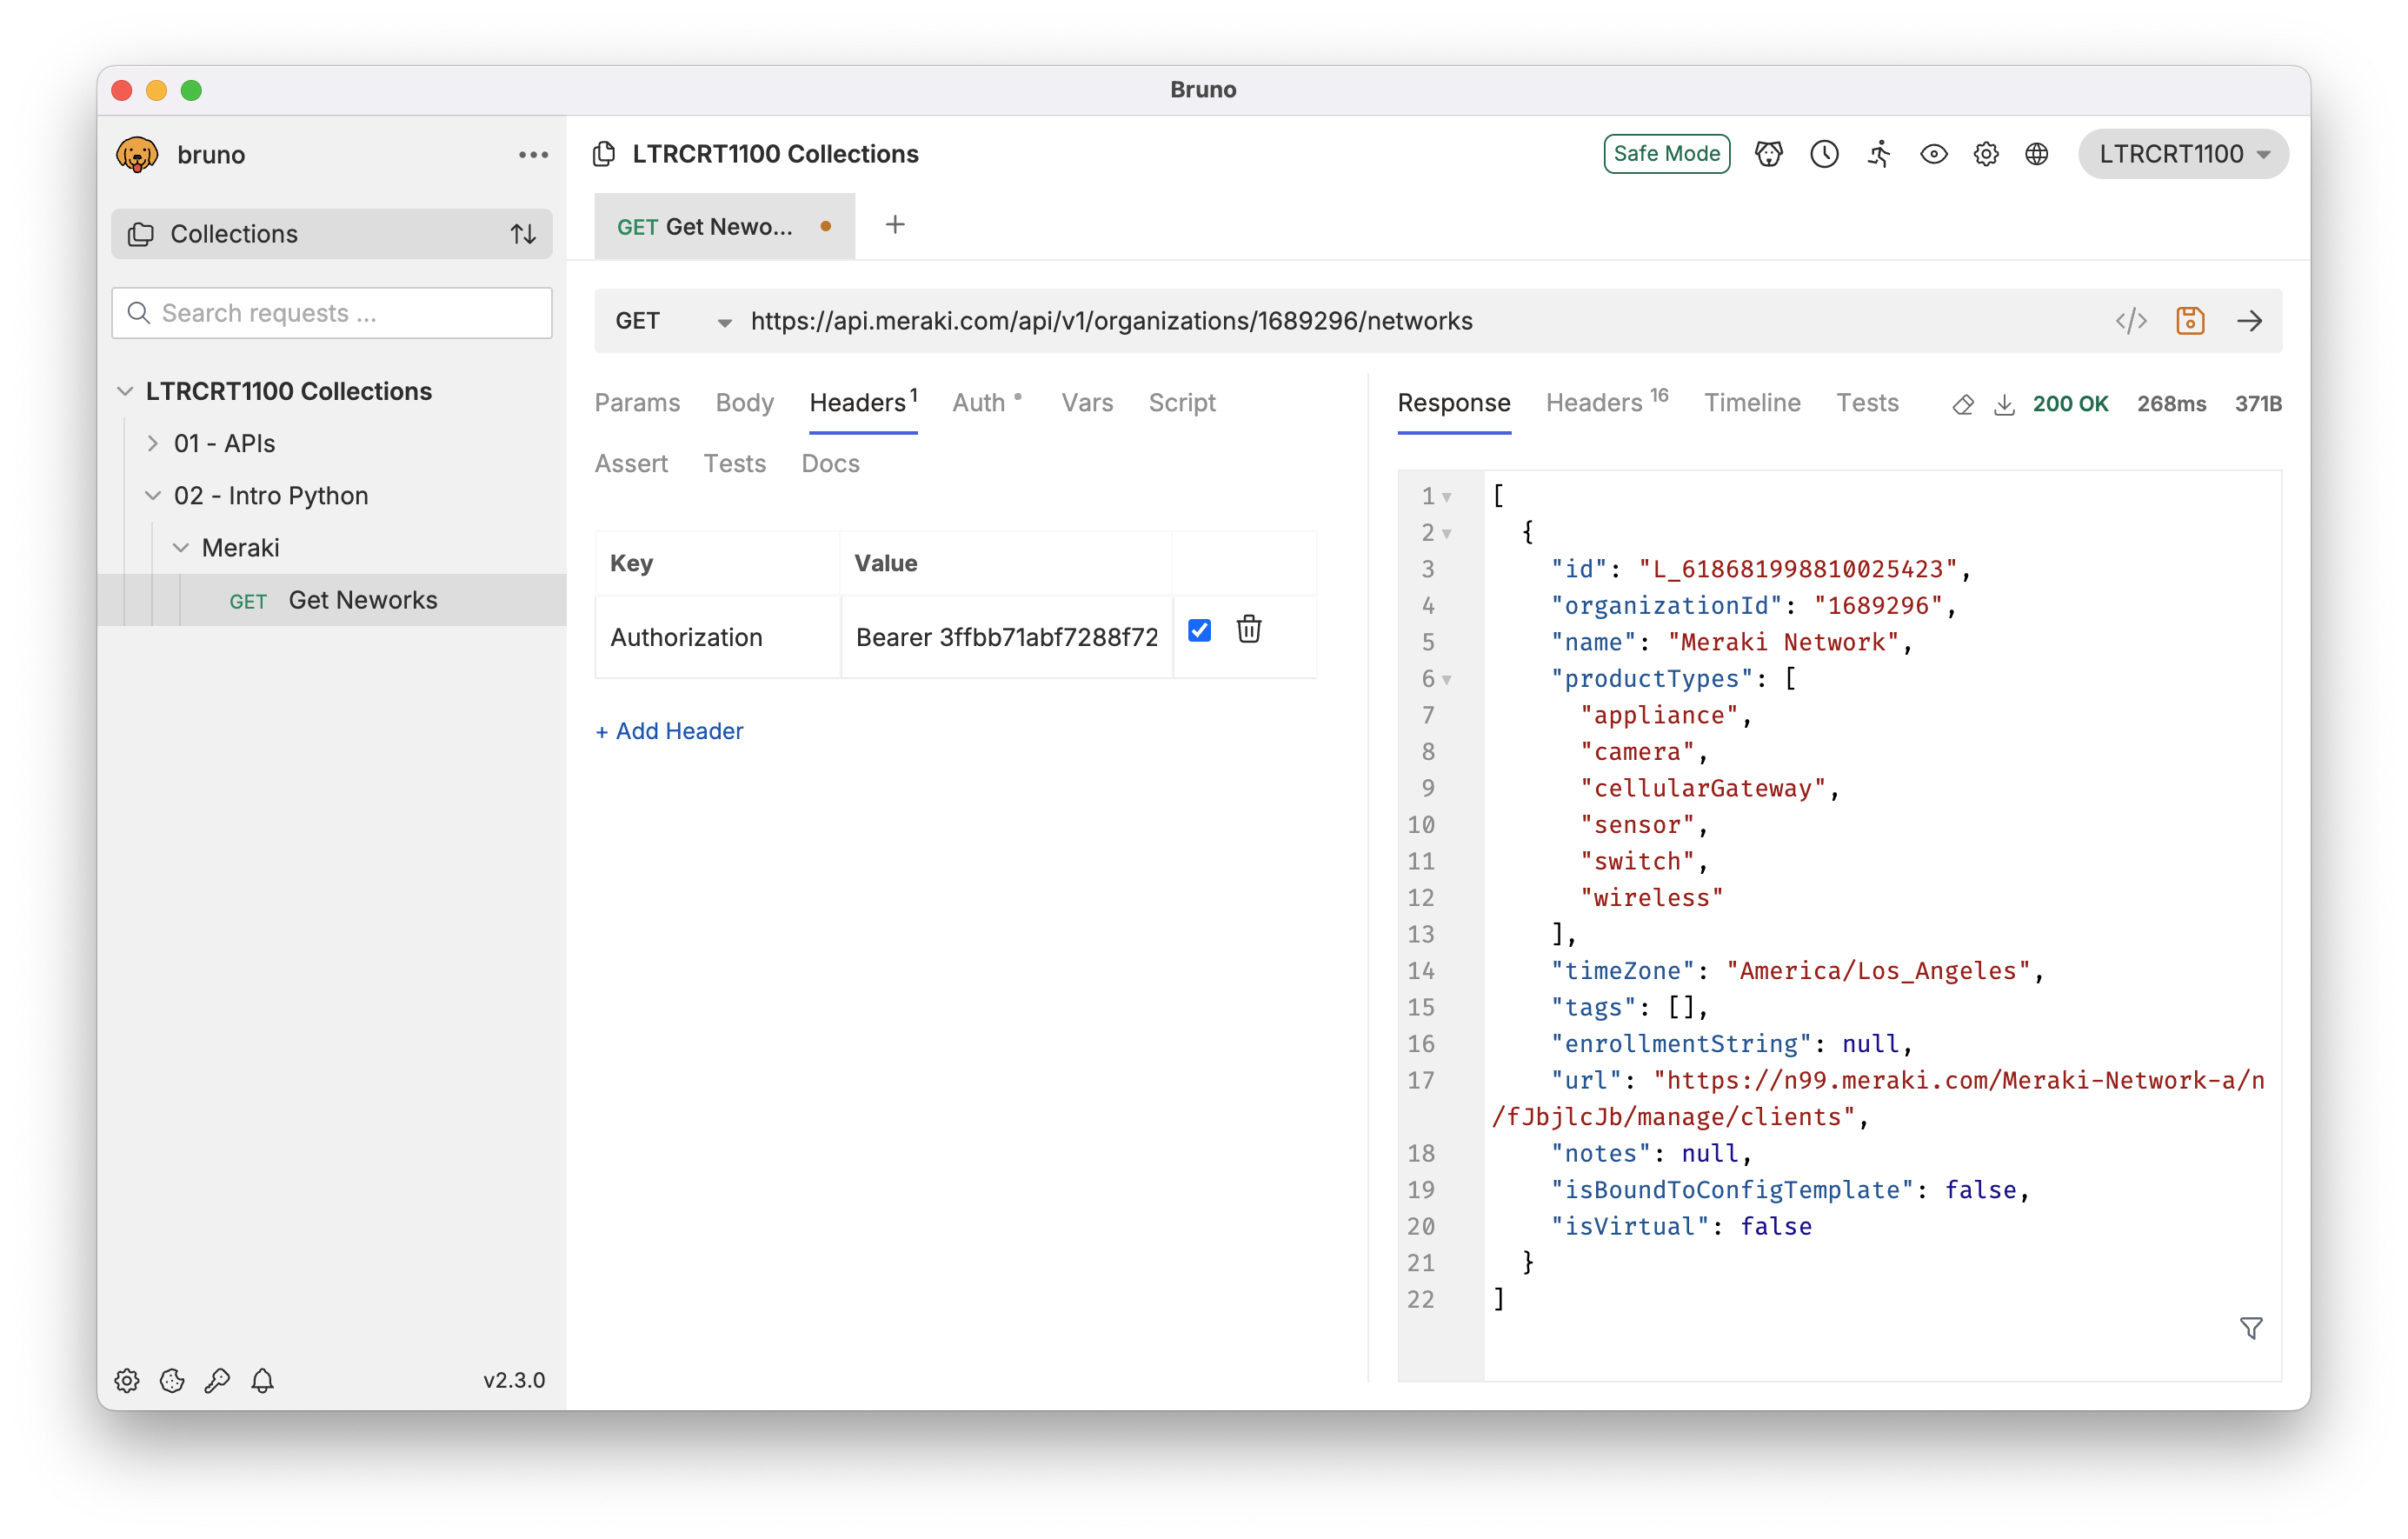 Bruno
bruno
Collections
Search requests ...
LTRCRT1100 Collections
01 - APIs
02 - Intro Python
Meraki
GET Get Neworks
v2.3.0
LTRCRT1100 Collections
Safe Mode
LTRCRT1100
GET Get Newo...
GET https://api.meraki.com/api/v1/organizations/1689296/networks
Params Body Headers 1 Auth Vars Script
Assert Tests Docs
Key Value
Authorization Bearer 3ffbb71abf7288f72
+ Add Header
Response Headers 16 Timeline Tests 200 OK 268ms 371B
1 [
2 {
3 "id": "L_618681998810025423",
4 "organizationId": "1689296",
5 "name": "Meraki Network",
6 "productTypes": [
7 "appliance",
8 "camera",
9 "cellularGateway",
10 "sensor",
11 "switch",
12 "wireless"
13 ],
14 "timeZone": "America/Los_Angeles",
15 "tags": [],
16 "enrollmentString": null,
17 "url": "https://n99.meraki.com/Meraki-Network-a/n
/fJbjlcJb/manage/clients",
18 "notes": null,
19 "isBoundToConfigTemplate": false,
20 "isVirtual": false
21 }
22 ]